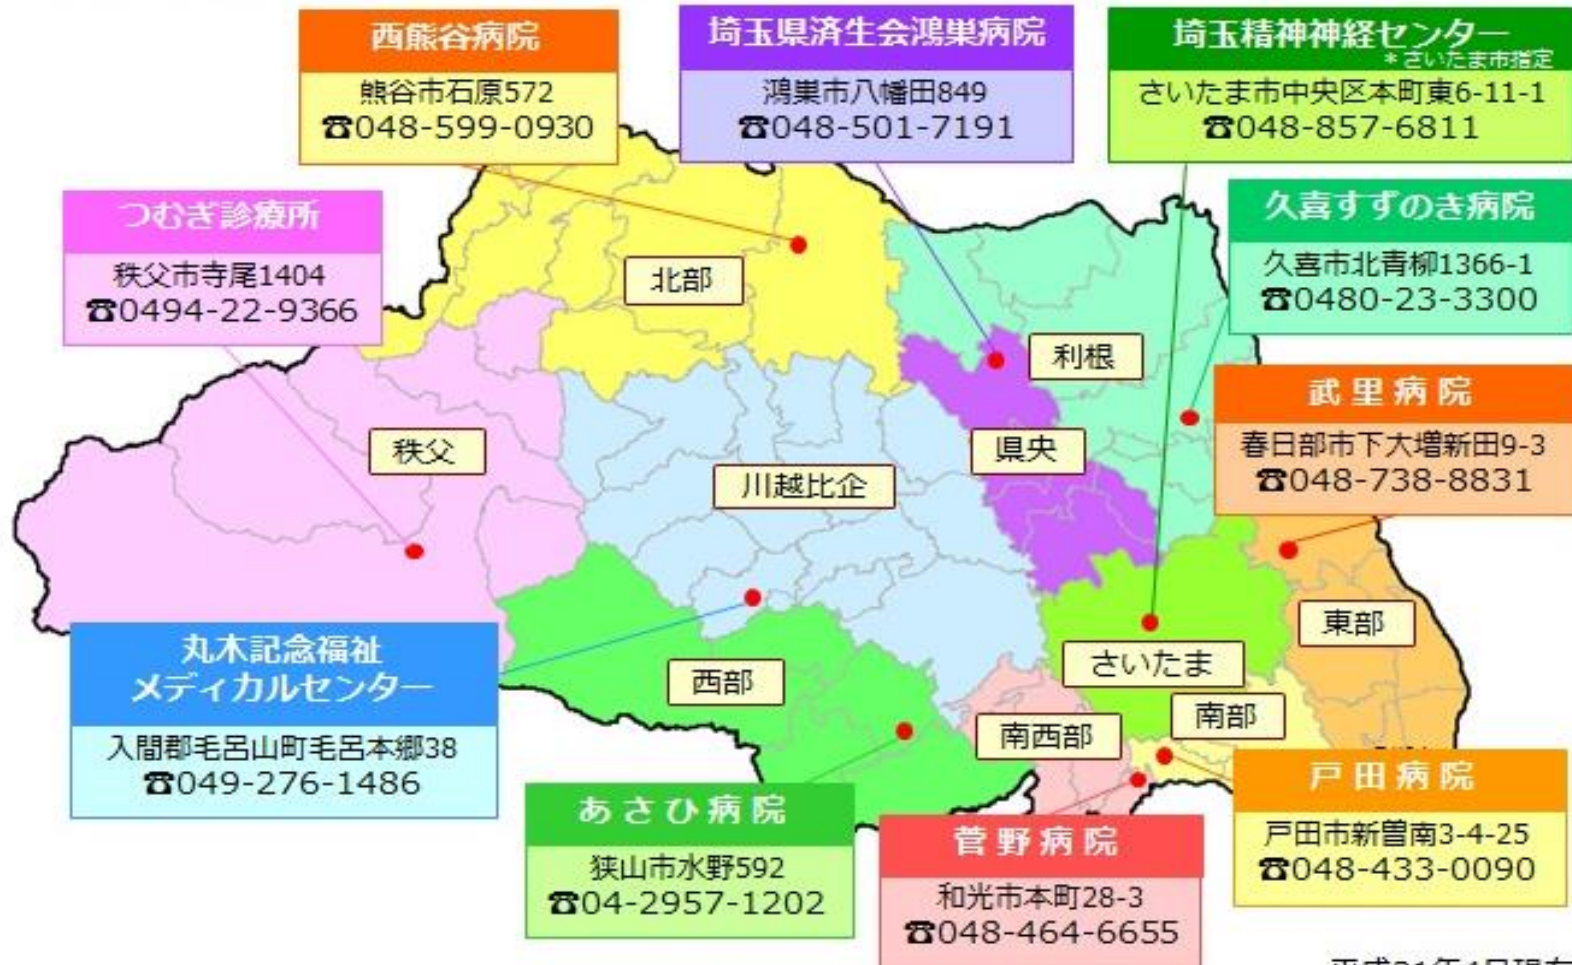 西熊谷病院
熊谷市石原572
☎048-599-0930
埼玉県済生会鴻巣病院
鴻巣市八幡田849
☎048-501-7191
埼玉精神神経センター
*さいたま市指定
さいたま市中央区本町東6-11-1
☎048-857-6811
つむぎ診療所
秩父市寺尾1404
☎0494-22-9366
久喜すずのき病院
久喜市北青柳1366-1
☎0480-23-3300
北部
利根
武里病院
春日部市下大増新田9-3
☎048-738-8831
秩父
県央
川越比企
東部
さいたま
西部
南部
南西部
丸木記念福祉
メディカルセンター
入間郡毛呂山町毛呂本郷38
☎049-276-1486
あさひ病院
狭山市水野592
☎04-2957-1202
菅野病院
和光市本町28-3
☎048-464-6655
戸田病院
戸田市新曽南3-4-25
☎048-433-0090